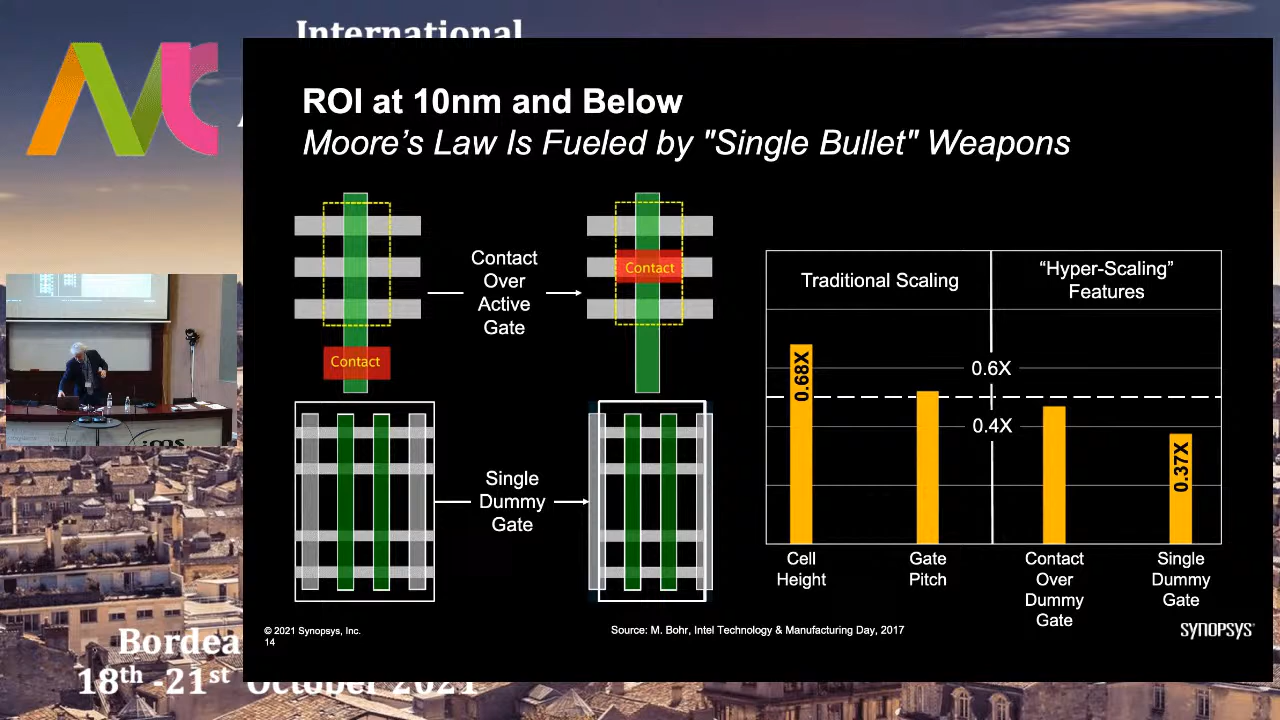 International
ROI at 10nm and Below
Moore's Law Is Fueled by "Single Bullet" Weapons
Contact
Over
Active
Gate
Contact
Contact
Single
Dummy
Gate
Traditional Scaling
“Hyper-Scaling”
Features
0.6X
0.4X
0.68X
0.37X
Cell
Height
Gate
Pitch
Contact
Over
Dummy
Gate
Single
Dummy
Gate
© 2021 Synopsys, Inc.
14
Source: M. Bohr, Intel Technology & Manufacturing Day, 2017
SYNOPSYS®
Bordea
18th -21st October 2021
ims